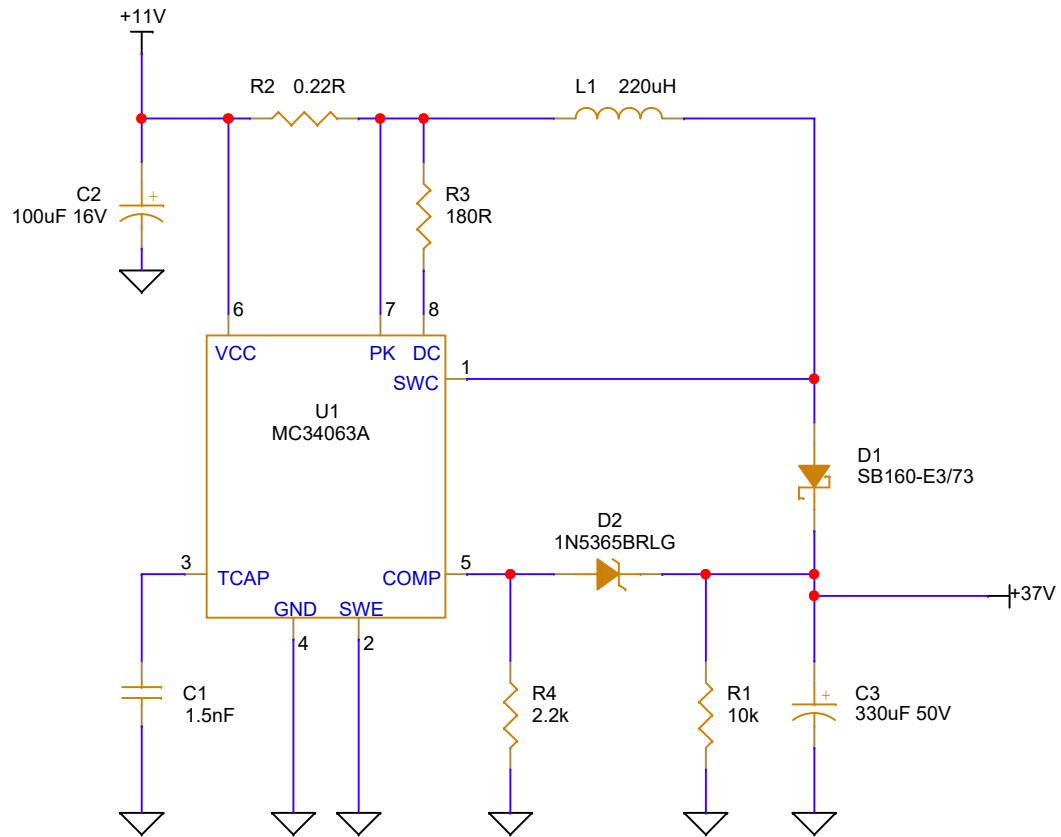 +11V
R2 0.22R
L1 220uH
C2
100uF 16V
+
R3
180R
6
7
8
VCC
PK
DC
SWC
1
U1
MC34063A
D1
SB160-E3/73
D2
1N5365BRLG
3
TCAP
COMP
5
GND
SWE
4
2
+37V
C1
1.5nF
R4
2.2k
R1
10k
+
C3
330uF 50V